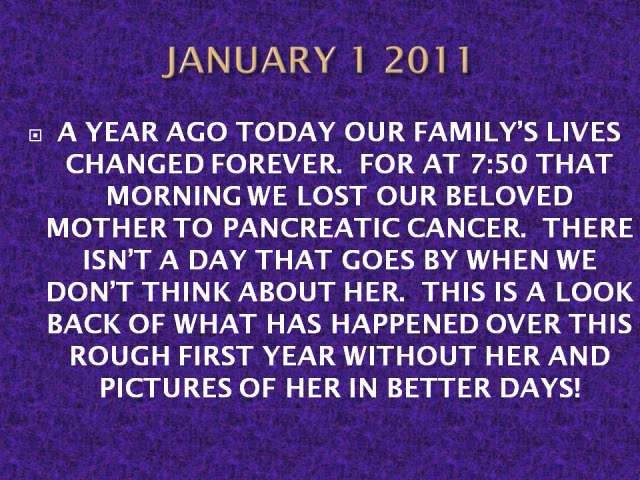 JANUARY 1 2011
A YEAR AGO TODAY OUR FAMILY’S LIVES
CHANGED FOREVER.  FOR AT 7:50 THAT
MORNING WE LOST OUR BELOVED
MOTHER TO PANCREATIC CANCER.  THERE
ISN’T A DAY THAT GOES BY WHEN WE
DON’T THINK ABOUT HER.  THIS IS A LOOK
BACK OF WHAT HAS HAPPENED OVER THIS
ROUGH FIRST YEAR WITHOUT HER AND
PICTURES OF HER IN BETTER DAYS!